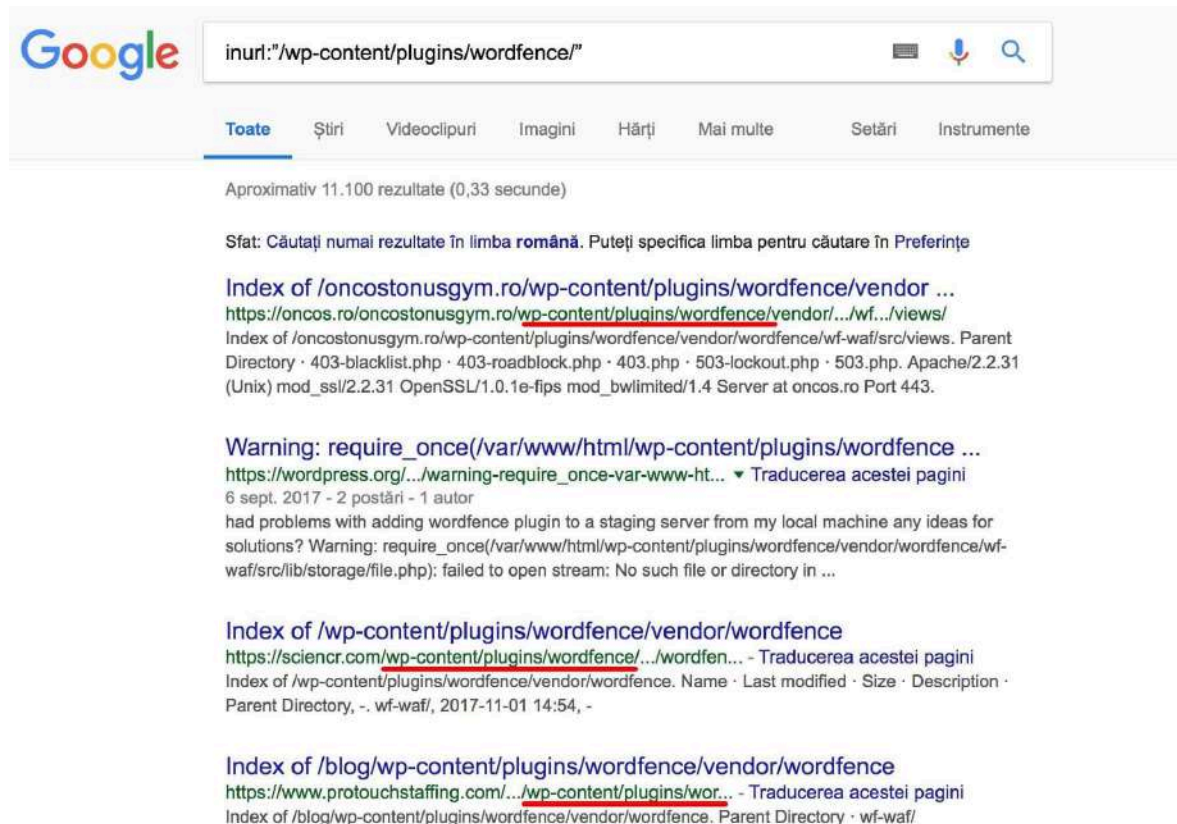 Google
inurl:"/wp-content/plugins/wordfence/"
Toate Știri Videoclipuri Imagini Hărți Mai multe Setări Instrumente
Aproximativ 11.100 rezultate (0,33 secunde)
Sfat: Căutați numai rezultate în limba română. Puteți specifica limba pentru căutare în Preferințe
Index of /oncostonusgym.ro/wp-content/plugins/wordfence/vendor ...
https://oncos.ro/oncostonusgym.ro/wp-content/plugins/wordfence/vendor/.../wf.../views/
Index of /oncostonusgym.ro/wp-content/plugins/wordfence/vendor/wordfence/wf-waf/src/views. Parent
Directory · 403-blacklist.php · 403-roadblock.php · 403.php · 503-lockout.php · 503.php. Apache/2.2.31
(Unix) mod_ssl/2.2.31 OpenSSL/1.0.1e-fips mod_bwlimited/1.4 Server at oncos.ro Port 443.
Warning: require_once(/var/www/html/wp-content/plugins/wordfence ...
https://wordpress.org/.../warning-require_once-var-www-ht... ▼ Traducerea acestei pagini
6 sept. 2017 - 2 postări - 1 autor
had problems with adding wordfence plugin to a staging server from my local machine any ideas for
solutions? Warning: require_once(/var/www/html/wp-content/plugins/wordfence/vendor/wordfence/wf-
waf/src/lib/storage/file.php): failed to open stream: No such file or directory in ...
Index of /wp-content/plugins/wordfence/vendor/wordfence
https://sciencr.com/wp-content/plugins/wordfence/.../wordfen... - Traducerea acestei pagini
Index of /wp-content/plugins/wordfence/vendor/wordfence. Name · Last modified · Size · Description ·
Parent Directory, -. wf-waf/, 2017-11-01 14:54, -
Index of /blog/wp-content/plugins/wordfence/vendor/wordfence
https://www.protouchstaffing.com/.../wp-content/plugins/wor... - Traducerea acestei pagini
Index of /blog/wp-content/plugins/wordfence/vendor/wordfence. Parent Directory · wf-waf/